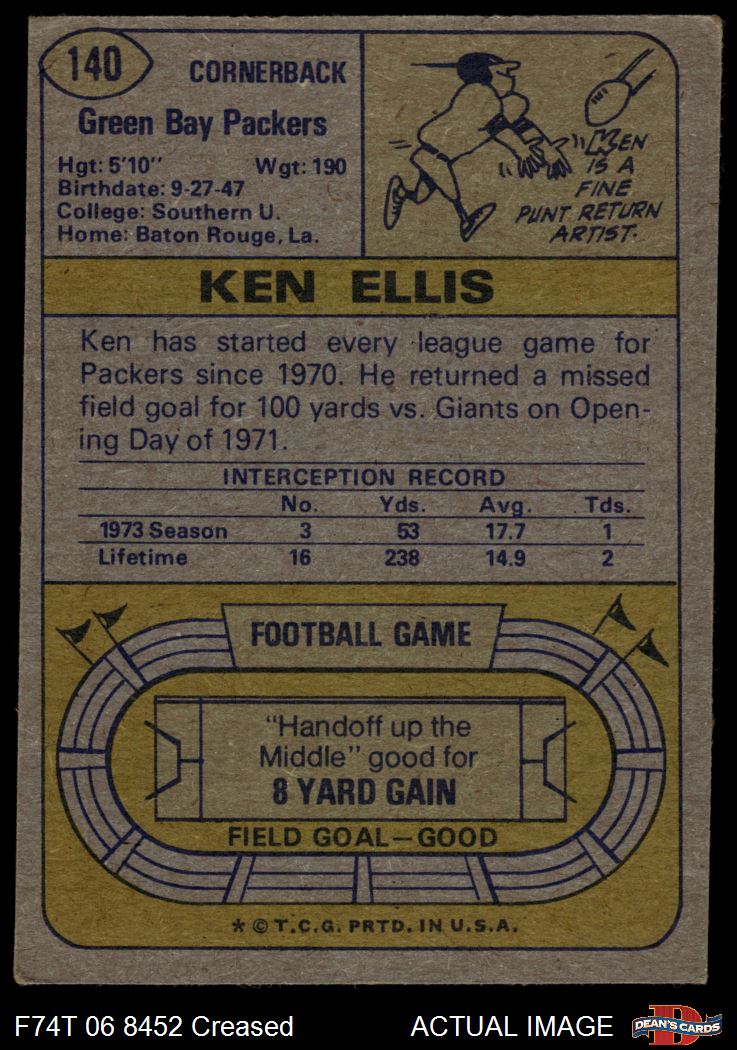 140
CORNERBACK
Green Bay Packers
Hgt: 5'10" Wgt: 190
Birthdate: 9-27-47
College: Southern U.
Home: Baton Rouge, La.
KEN
IS A
FINE
PUNT RETURN
ARTIST.
KEN ELLIS
Ken has started every league game for
Packers since 1970. He returned a missed
field goal for 100 yards vs. Giants on Open-
ing Day of 1971.
INTERCEPTION RECORD
No. Yds. Avg. Tds.
1973 Season 3 53 17.7 1
Lifetime 16 238 14.9 2
FOOTBALL GAME
"Handoff up the
Middle" good for
8 YARD GAIN
FIELD GOAL—GOOD
* © T.C.G. PRTD. IN U.S.A.
F74T 06 8452 Creased ACTUAL IMAGE
D
DEAN'S CARDS